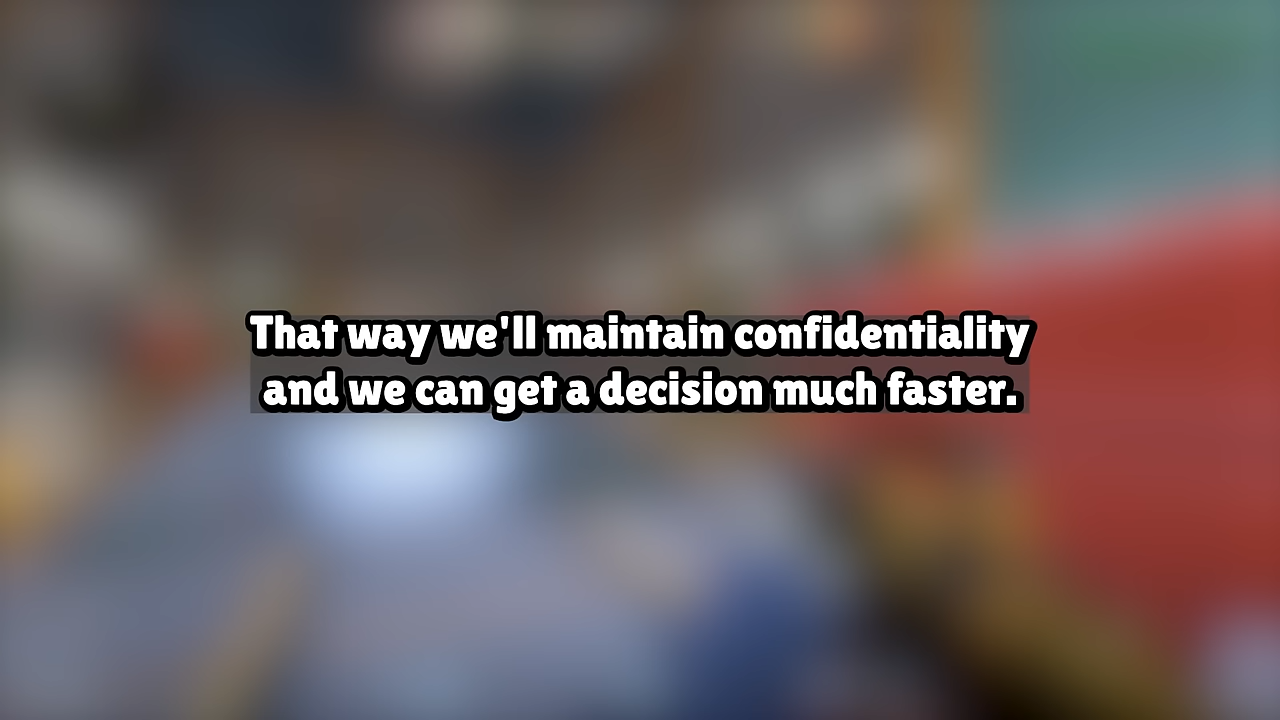 That way we'll maintain confidentiality
and we can get a decision much faster.